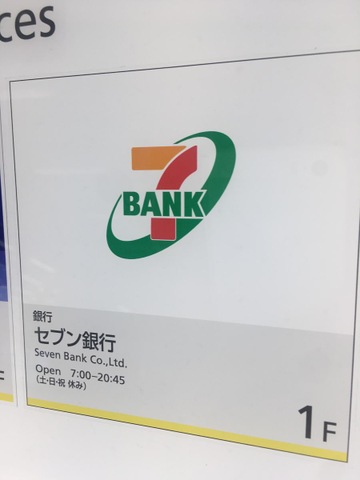 ces
7
BANK
銀行
セブン銀行
Seven Bank Co.,Ltd.
Open 7:00–20:45
(土・日・祝 休み)
1F
F